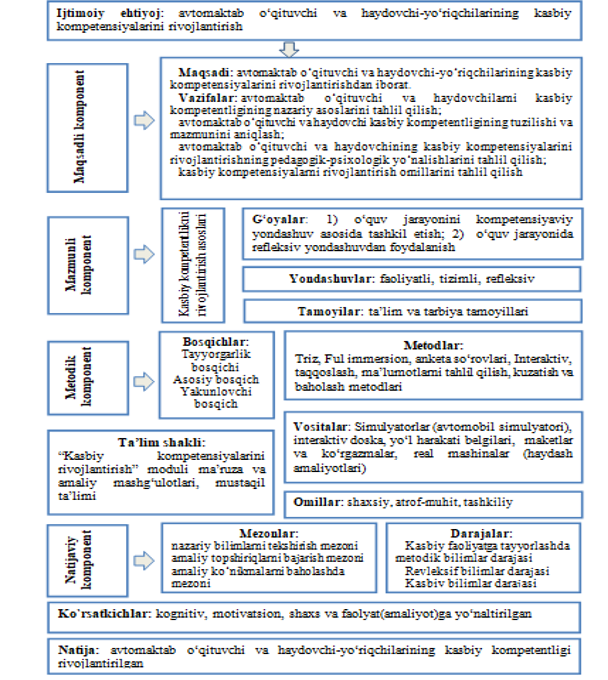 Ijtimoiy ehtiyoj: avtomaktab o‘qituvchi va haydovchi-yo‘riqchilarining kasbiy
kompetensiyalarini rivojlantirish
Maqsadli komponent
Maqsadi: avtomaktab o‘qituvchi va haydovchi-yo‘riqchilarining kasbiy
kompetensiyalarini rivojlantirishdan iborat.
Vazifalar: avtomaktab o‘qituvchi va haydovchilarni kasbiy
kompetentligining nazariy asoslarini tahlil qilish;
avtomaktab o‘qituvchi va haydovchi kasbiy kompetentligining tuzilishi va
mazmunini aniqlash;
avtomaktab o‘qituvchi va haydovchining kasbiy kompetensiyalarini
rivojlantirishning pedagogik-psixologik yo‘nalishlarini tahlil qilish;
kasbiy kompetensiyalarni rivojlantirish omillarini tahlil qilish
Mazmunli
komponent
Kasbiy kompetentlikni
rivojlantirish asoslari
G‘oyalar: 1) o‘quv jarayonini kompetensiyaviy
yondashuv asosida tashkil etish; 2) o‘quv jarayonida
refleksiv yondashuvdan foydalanish
Yondashuvlar: faoliyatli, tizimli, refleksiv
Tamoyilar: ta’lim va tarbiya tamoyillari
Metodik
komponent
Bosqichlar:
Tayyorgarlik
bosqichi
Asosiy bosqich
Yakunlovchi
bosqich
Metodlar:
Triz, Ful immersion, anketa so‘rovlari, Interaktiv,
taqqoslash, ma’lumotlarni tahlil qilish, kuzatish va
baholash metodlari
Ta’lim shakli:
“Kasbiy kompetensiyalarini
rivojlantirish” moduli ma’ruza va
amaliy mashg‘ulotlari, mustaqil
ta’limi
Vositalar: Simulyatorlar (avtomobil simulyatori),
interaktiv doska, yo‘l harakati belgilari, maketlar
va ko‘rgazmalar, real mashinalar (haydash
amaliyotlari)
Omillar: shaxsiy, atrof-muhit, tashkiliy
Natijaviy
komponent
Mezonlar:
nazariy bilimlarni tekshirish mezoni
amaliy topshiriqlarni bajarish mezoni
amaliy ko‘nikmalarni baholashda
mezoni
Darajalar:
Kasbiy faoliyatga tayyorlashda
metodik bilimlar darajasi
Revleksif bilimlar darajasi
Kasbiy bilimlar darajasi
Ko`rsatkichlar: kognitiv, motivatsion, shaxs va faolyat(amaliyot)ga yo‘naltirilgan
Natija: avtomaktab o‘qituvchi va haydovchi-yo‘riqchilarining kasbiy kompetentligi
rivojlantirilgan